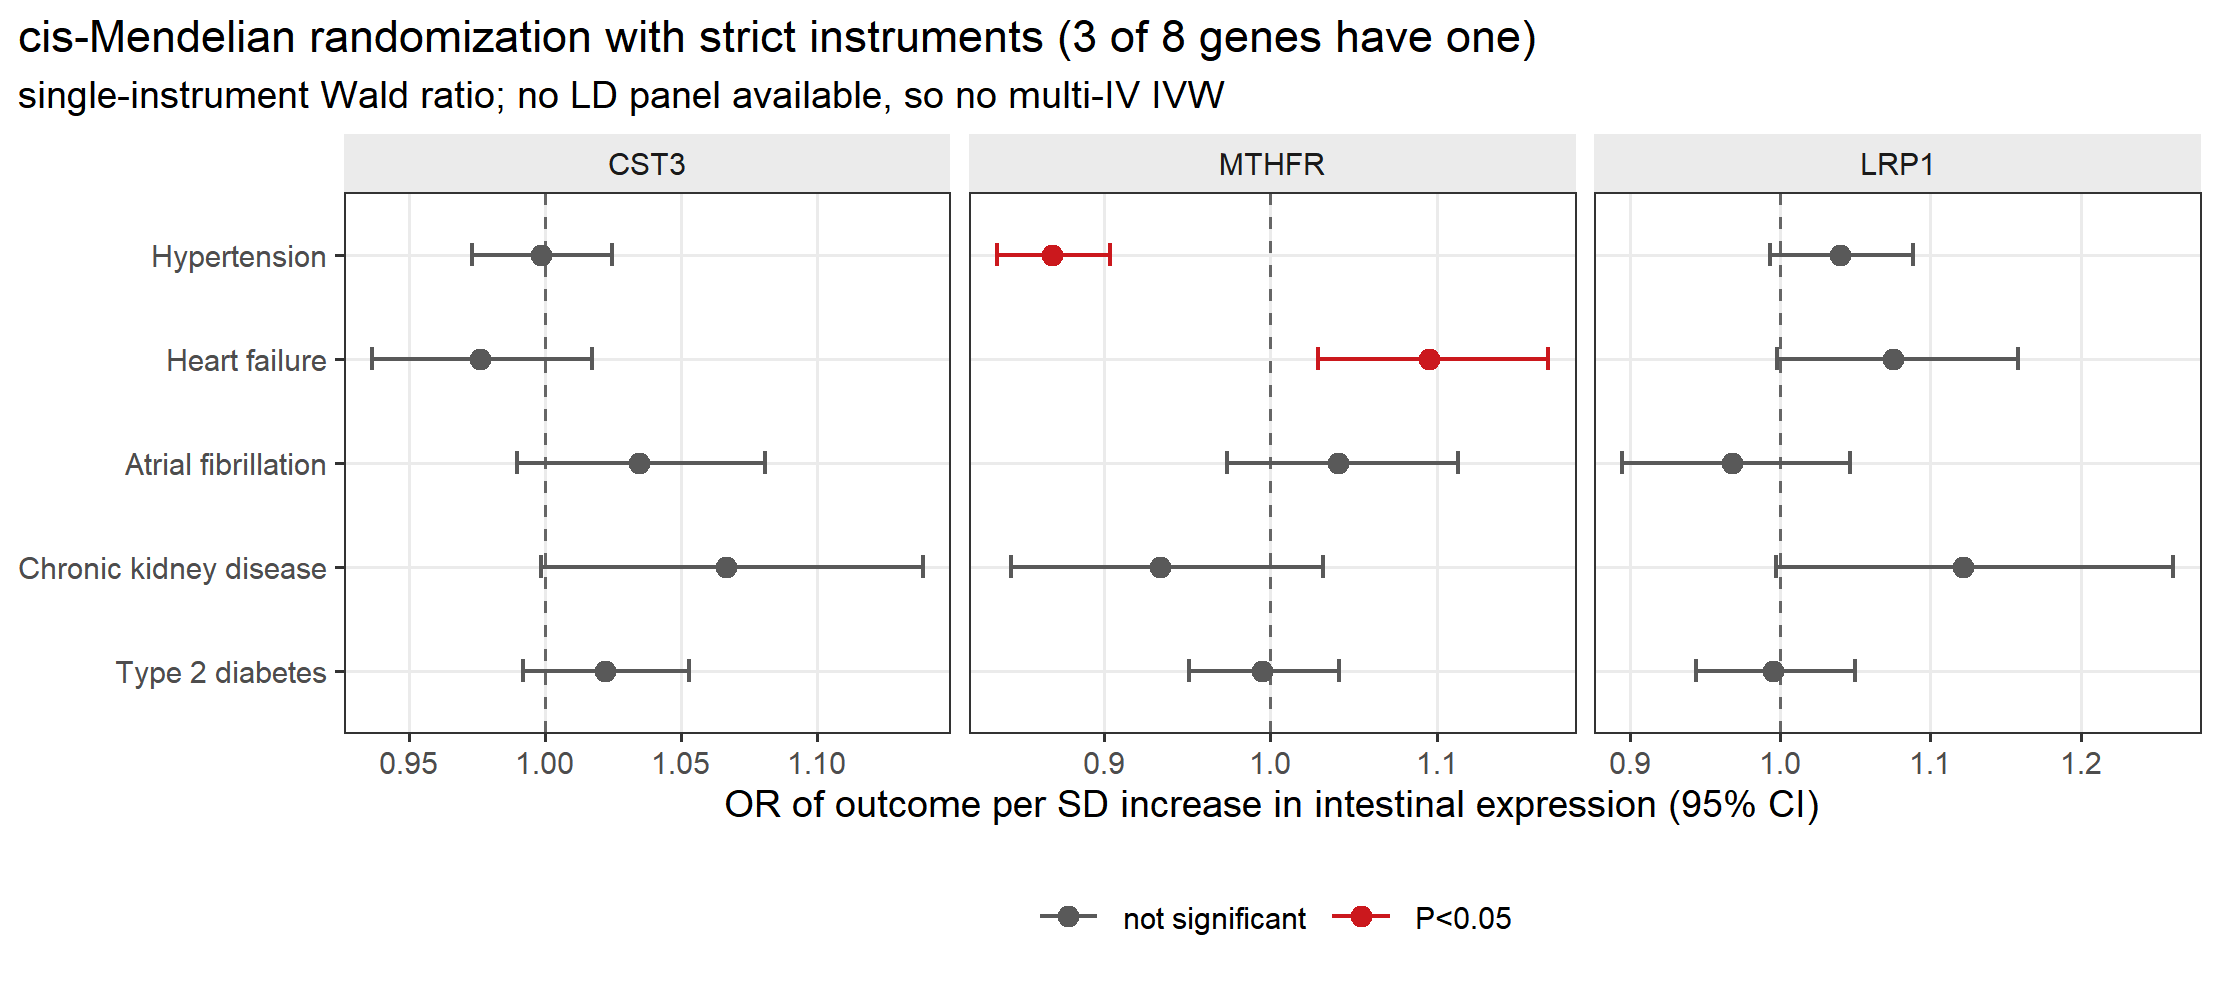 cis-Mendelian randomization with strict instruments (3 of 8 genes have one)
single-instrument Wald ratio; no LD panel available, so no multi-IV IVW
CST3 MTHFR LRP1
Hypertension
Heart failure
Atrial fibrillation
Chronic kidney disease
Type 2 diabetes
0.95 1.00 1.05 1.10 0.9 1.0 1.1 0.9 1.0 1.1 1.2
OR of outcome per SD increase in intestinal expression (95% CI)
not significant P<0.05